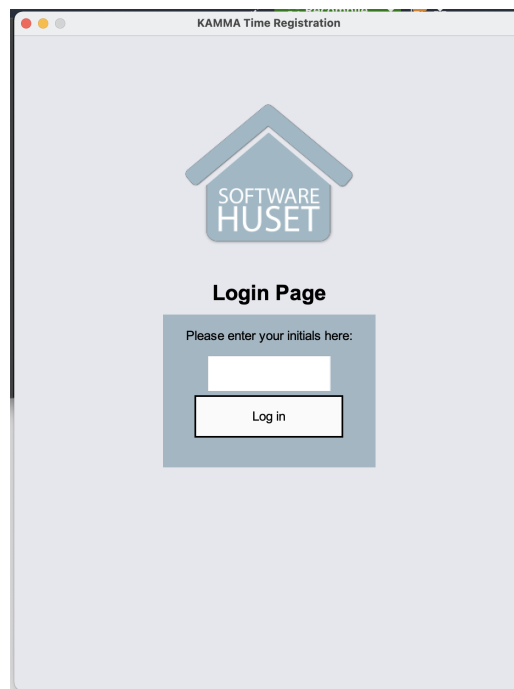 KAMMA Time Registration
SOFTWARE
HUSET
Login Page
Please enter your initials here:
Log in